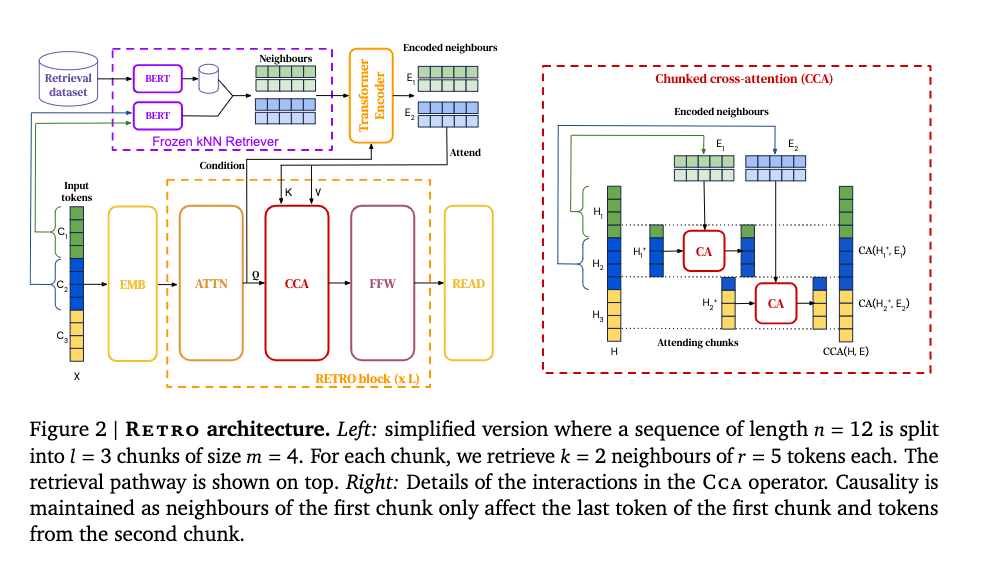 Retrieval
dataset
BERT
BERT
Neighbours
Frozen kNN Retriever
Transformer
Encoder
Encoded neighbours
E1
E2
Condition
Attend
K
V
Input
tokens
C1
C2
C3
X
EMB
ATTN
Q
CCA
FFW
READ
RETRO block (x L)
Chunked cross-attention (CCA)
Encoded neighbours
E1
E2
H1
H2
H3
H
H1+
CA
H2+
CA
Attending chunks
CA(H1+, E1)
CA(H2+, E2)
CCA(H, E)
Figure 2 | RETRO architecture. Left: simplified version where a sequence of length n = 12 is split
into l = 3 chunks of size m = 4. For each chunk, we retrieve k = 2 neighbours of r = 5 tokens each. The
retrieval pathway is shown on top. Right: Details of the interactions in the CCA operator. Causality is
maintained as neighbours of the first chunk only affect the last token of the first chunk and tokens
from the second chunk.